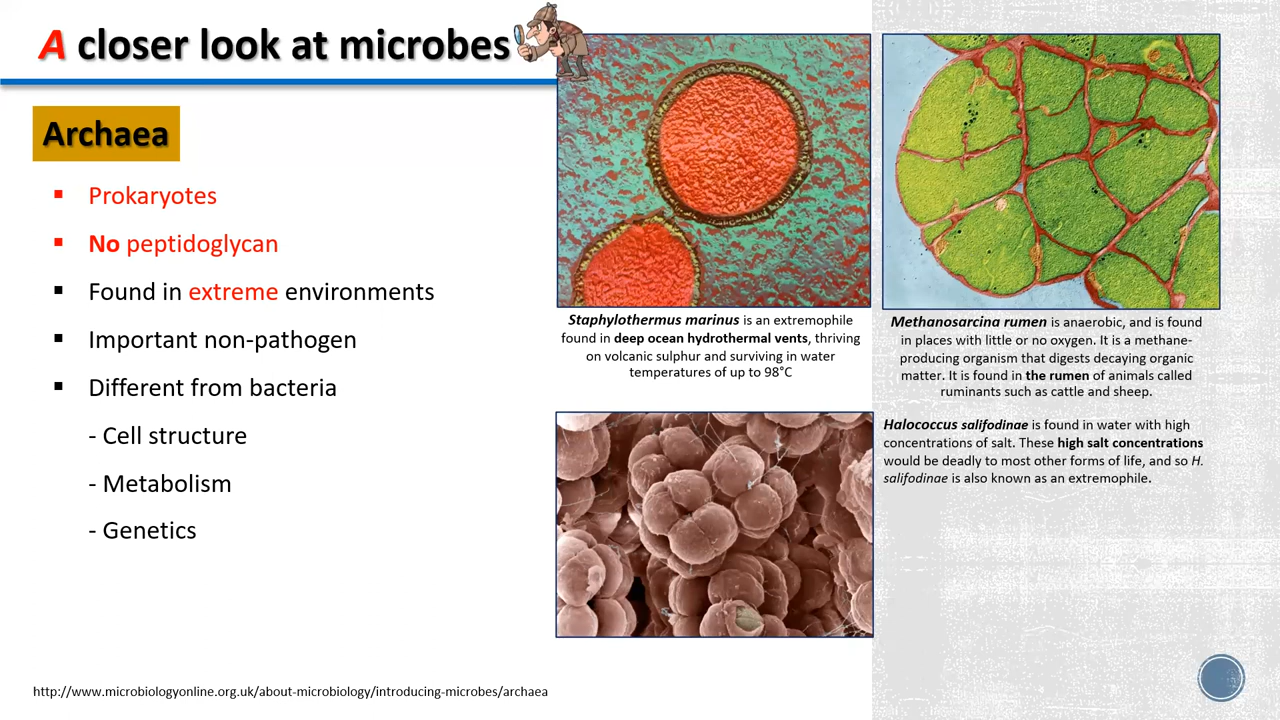 A closer look at microbes
Archaea
▪ Prokaryotes
▪ No peptidoglycan
▪ Found in extreme environments
▪ Important non-pathogen
▪ Different from bacteria
- Cell structure
- Metabolism
- Genetics
Staphylothermus marinus is an extremophile
found in deep ocean hydrothermal vents, thriving
on volcanic sulphur and surviving in water
temperatures of up to 98°C
Methanosarcina rumen is anaerobic, and is found
in places with little or no oxygen. It is a methane-
producing organism that digests decaying organic
matter. It is found in the rumen of animals called
ruminants such as cattle and sheep.
Halococcus salifodinae is found in water with high
concentrations of salt. These high salt concentrations
would be deadly to most other forms of life, and so H.
salifodinae is also known as an extremophile.
http://www.microbiologyonline.org.uk/about-microbiology/introducing-microbes/archaea